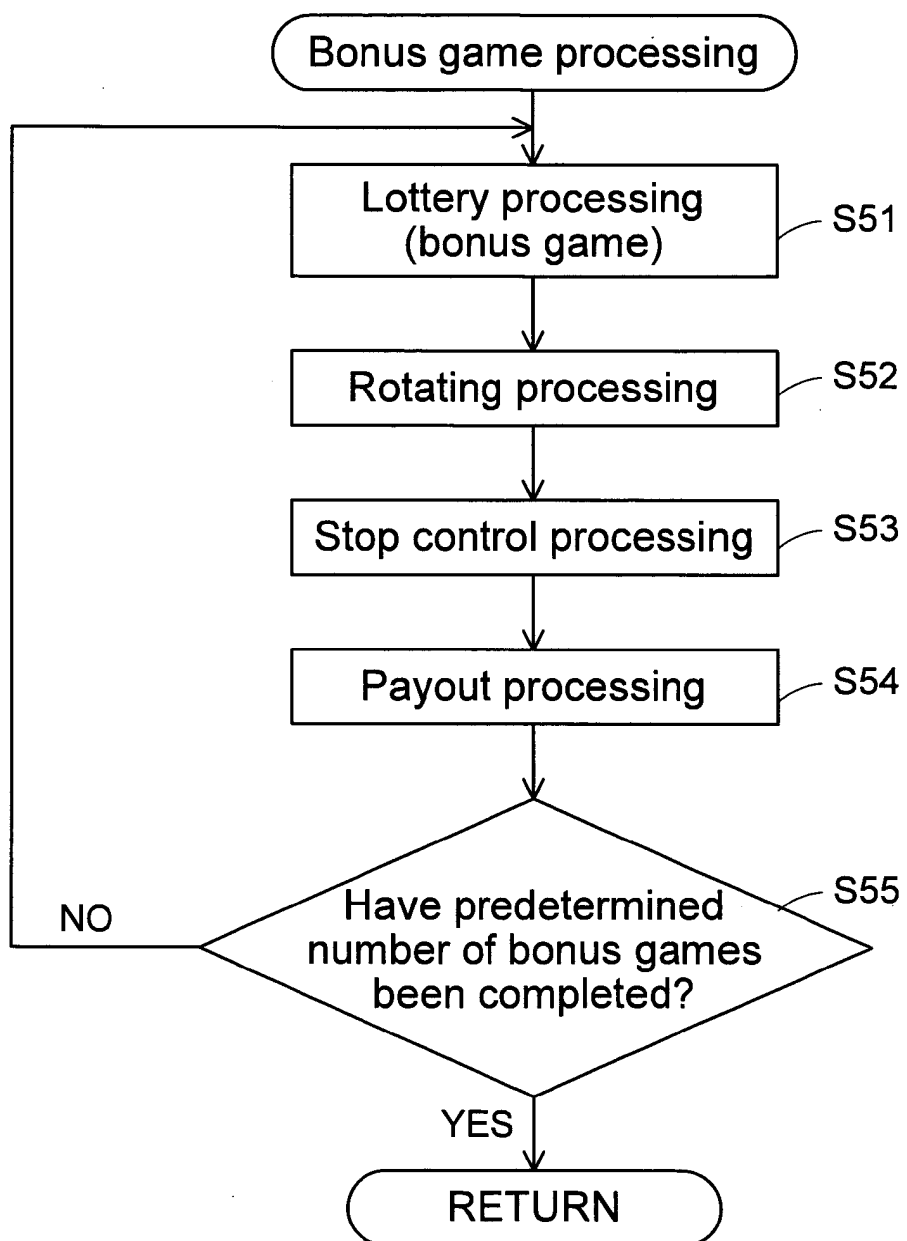 Bonus game processing
Lottery processing
(bonus game)
S51
Rotating processing
S52
Stop control processing
S53
Payout processing
S54
Have predetermined
number of bonus games
been completed?
S55
NO
YES
RETURN